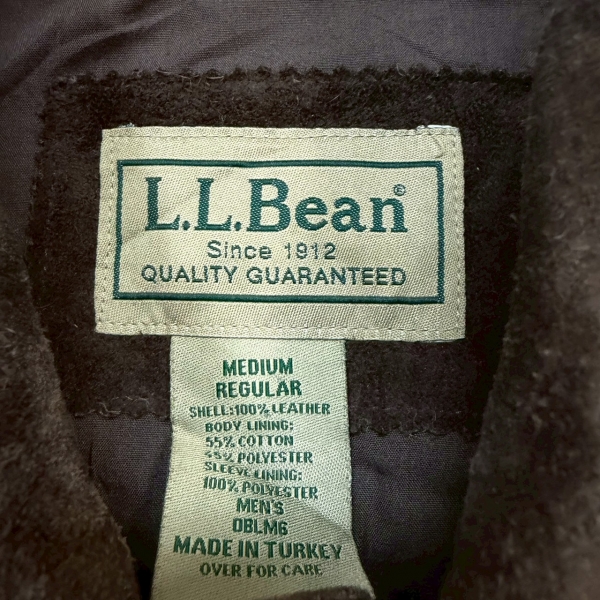 L.L.Bean®
Since 1912
QUALITY GUARANTEED
MEDIUM
REGULAR
SHELL:100% LEATHER
BODY LINING:
55% COTTON
POLYESTER
SLEEVE LINING:
100% POLYESTER
MEN'S
OBLM6
MADE IN TURKEY
OVER FOR CARE